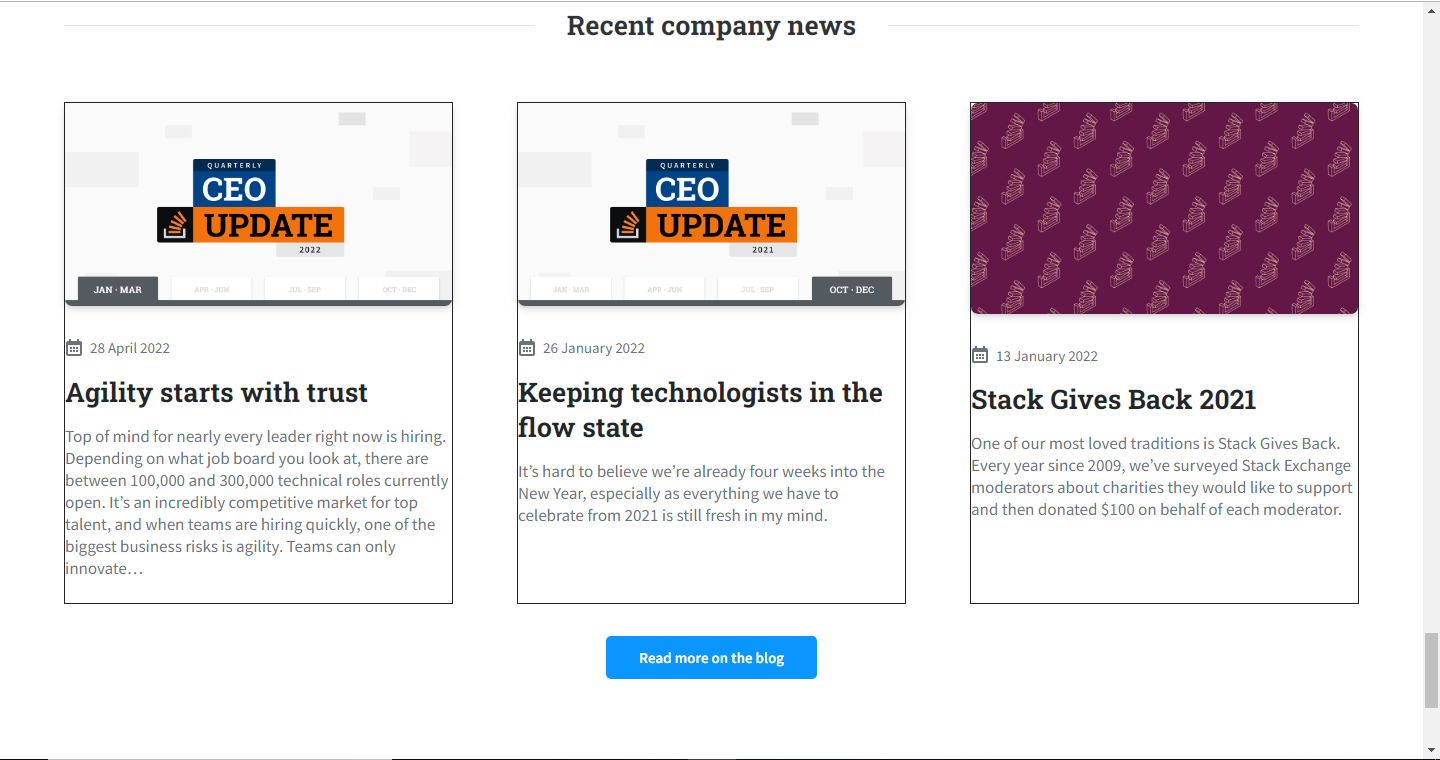 Recent company news
QUARTERLY
CEO
UPDATE
2022
JAN · MAR
APR · JUN
JUL · SEP
OCT · DEC
28 April 2022
Agility starts with trust
Top of mind for nearly every leader right now is hiring.
Depending on what job board you look at, there are
between 100,000 and 300,000 technical roles currently
open. It’s an incredibly competitive market for top
talent, and when teams are hiring quickly, one of the
biggest business risks is agility. Teams can only
innovate…
QUARTERLY
CEO
UPDATE
2021
JAN · MAR
APR · JUN
JUL · SEP
OCT · DEC
26 January 2022
Keeping technologists in the
flow state
It’s hard to believe we’re already four weeks into the
New Year, especially as everything we have to
celebrate from 2021 is still fresh in my mind.
13 January 2022
Stack Gives Back 2021
One of our most loved traditions is Stack Gives Back.
Every year since 2009, we’ve surveyed Stack Exchange
moderators about charities they would like to support
and then donated $100 on behalf of each moderator.
Read more on the blog